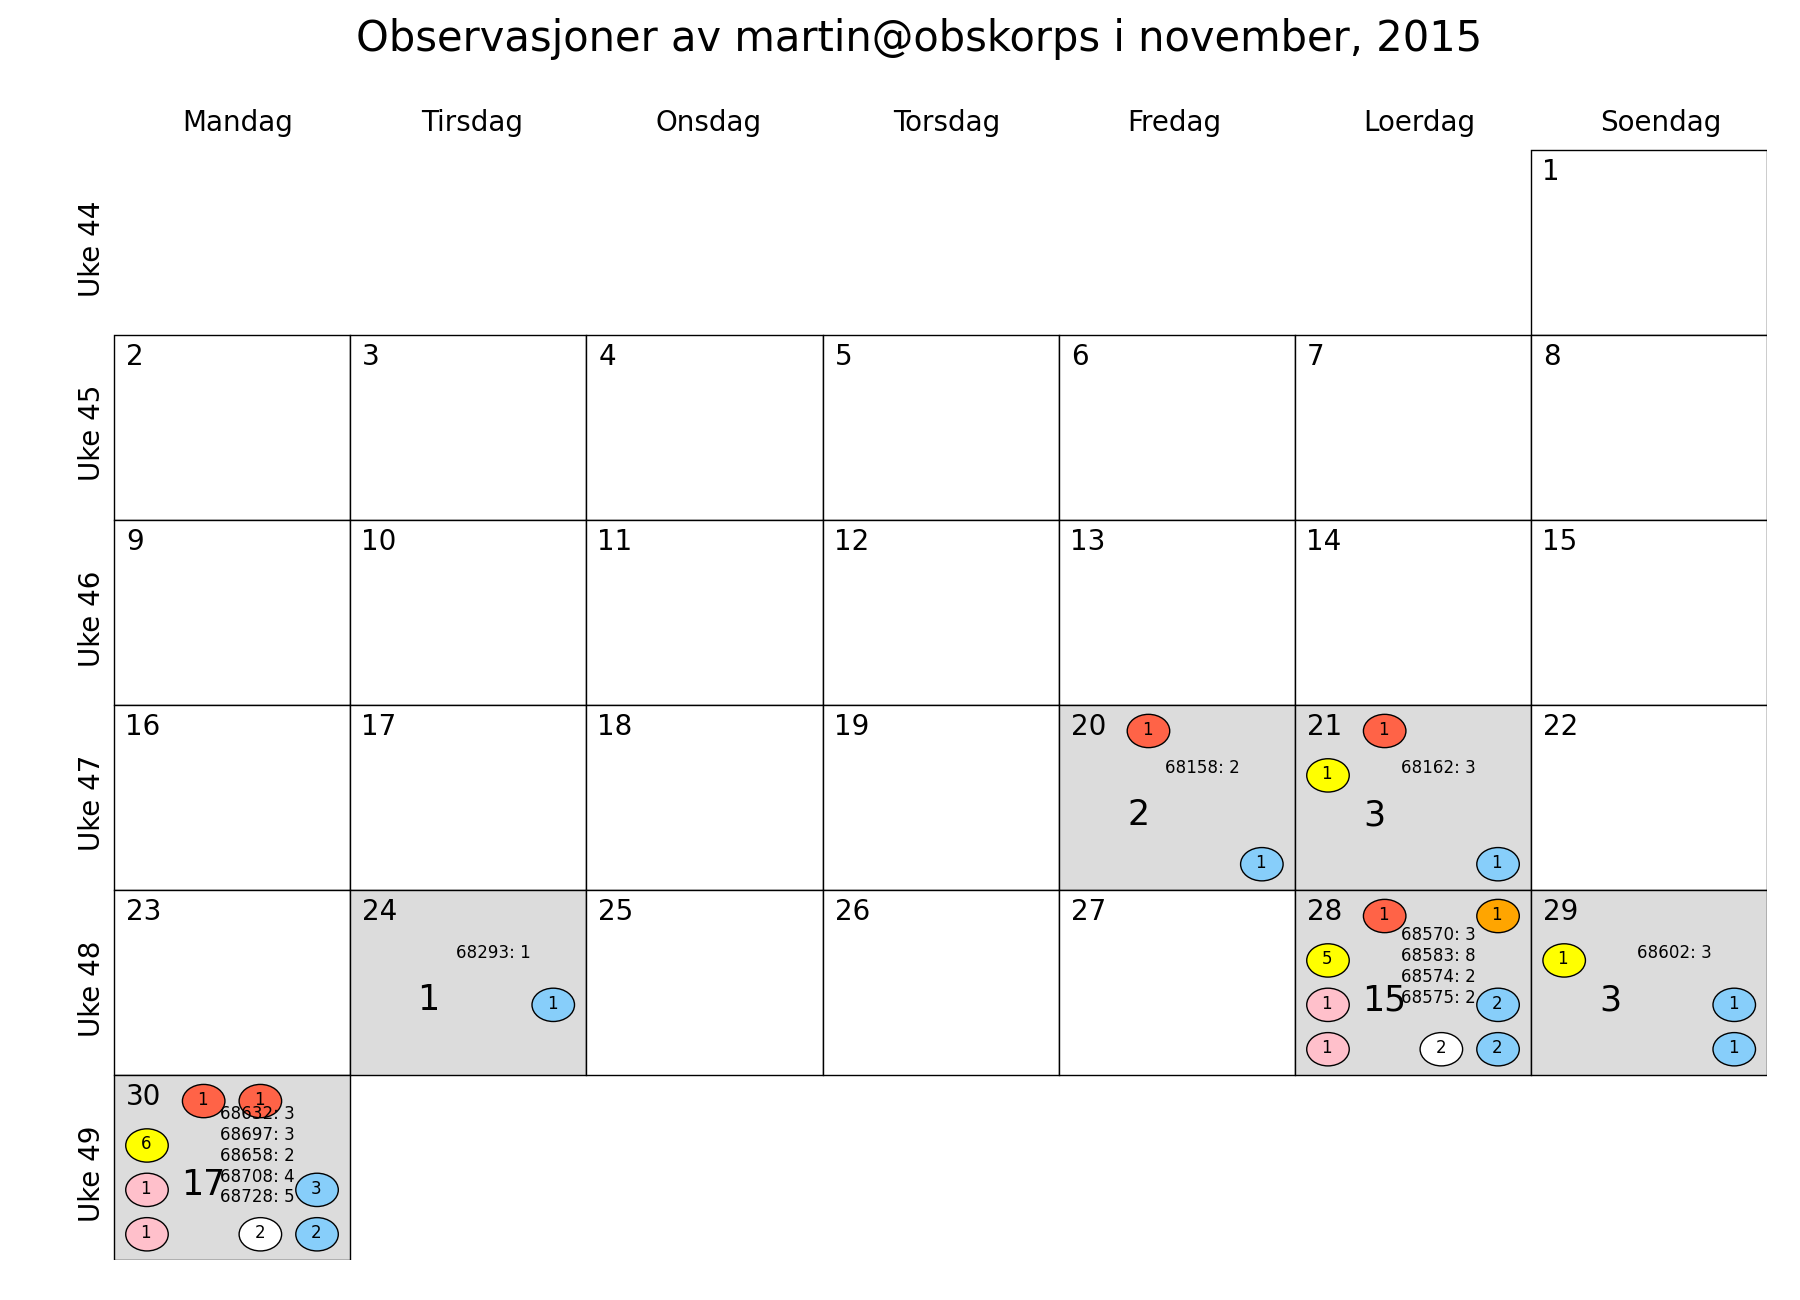 Observasjoner av martin@obskorps i november, 2015
Mandag Tirsdag Onsdag Torsdag Fredag Loerdag Soendag
Uke 44
1
Uke 45
2 3 4 5 6 7 8
Uke 46
9 10 11 12 13 14 15
Uke 47
16 17 18 19
20 1
68158: 2
2
1
21 1
1 68162: 3
3
1
22
Uke 48
23
24
68293: 1
1 1
25 26 27
28 1 1
68570: 3
5 68583: 8
68574: 2
1 15 68575: 2 2
1 2 2
29
1 68602: 3
3 1
1
Uke 49
30 1 1
68632: 3
6 68697: 3
68658: 2
1 17 68708: 4 3
68728: 5
1 2 2